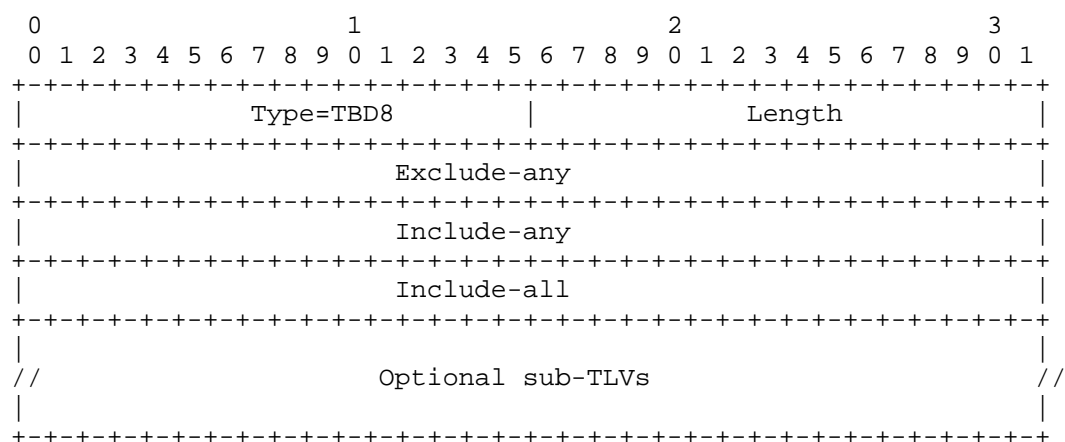 0                   1                   2                   3
 0 1 2 3 4 5 6 7 8 9 0 1 2 3 4 5 6 7 8 9 0 1 2 3 4 5 6 7 8 9 0 1
+-+-+-+-+-+-+-+-+-+-+-+-+-+-+-+-+-+-+-+-+-+-+-+-+-+-+-+-+-+-+-+-+
|              Type=TBD8        |             Length            |
+-+-+-+-+-+-+-+-+-+-+-+-+-+-+-+-+-+-+-+-+-+-+-+-+-+-+-+-+-+-+-+-+
|                       Exclude-any                             |
+-+-+-+-+-+-+-+-+-+-+-+-+-+-+-+-+-+-+-+-+-+-+-+-+-+-+-+-+-+-+-+-+
|                       Include-any                             |
+-+-+-+-+-+-+-+-+-+-+-+-+-+-+-+-+-+-+-+-+-+-+-+-+-+-+-+-+-+-+-+-+
|                       Include-all                             |
+-+-+-+-+-+-+-+-+-+-+-+-+-+-+-+-+-+-+-+-+-+-+-+-+-+-+-+-+-+-+-+-+
|                                                               |
//                     Optional sub-TLVs                        //
|                                                               |
+-+-+-+-+-+-+-+-+-+-+-+-+-+-+-+-+-+-+-+-+-+-+-+-+-+-+-+-+-+-+-+-+